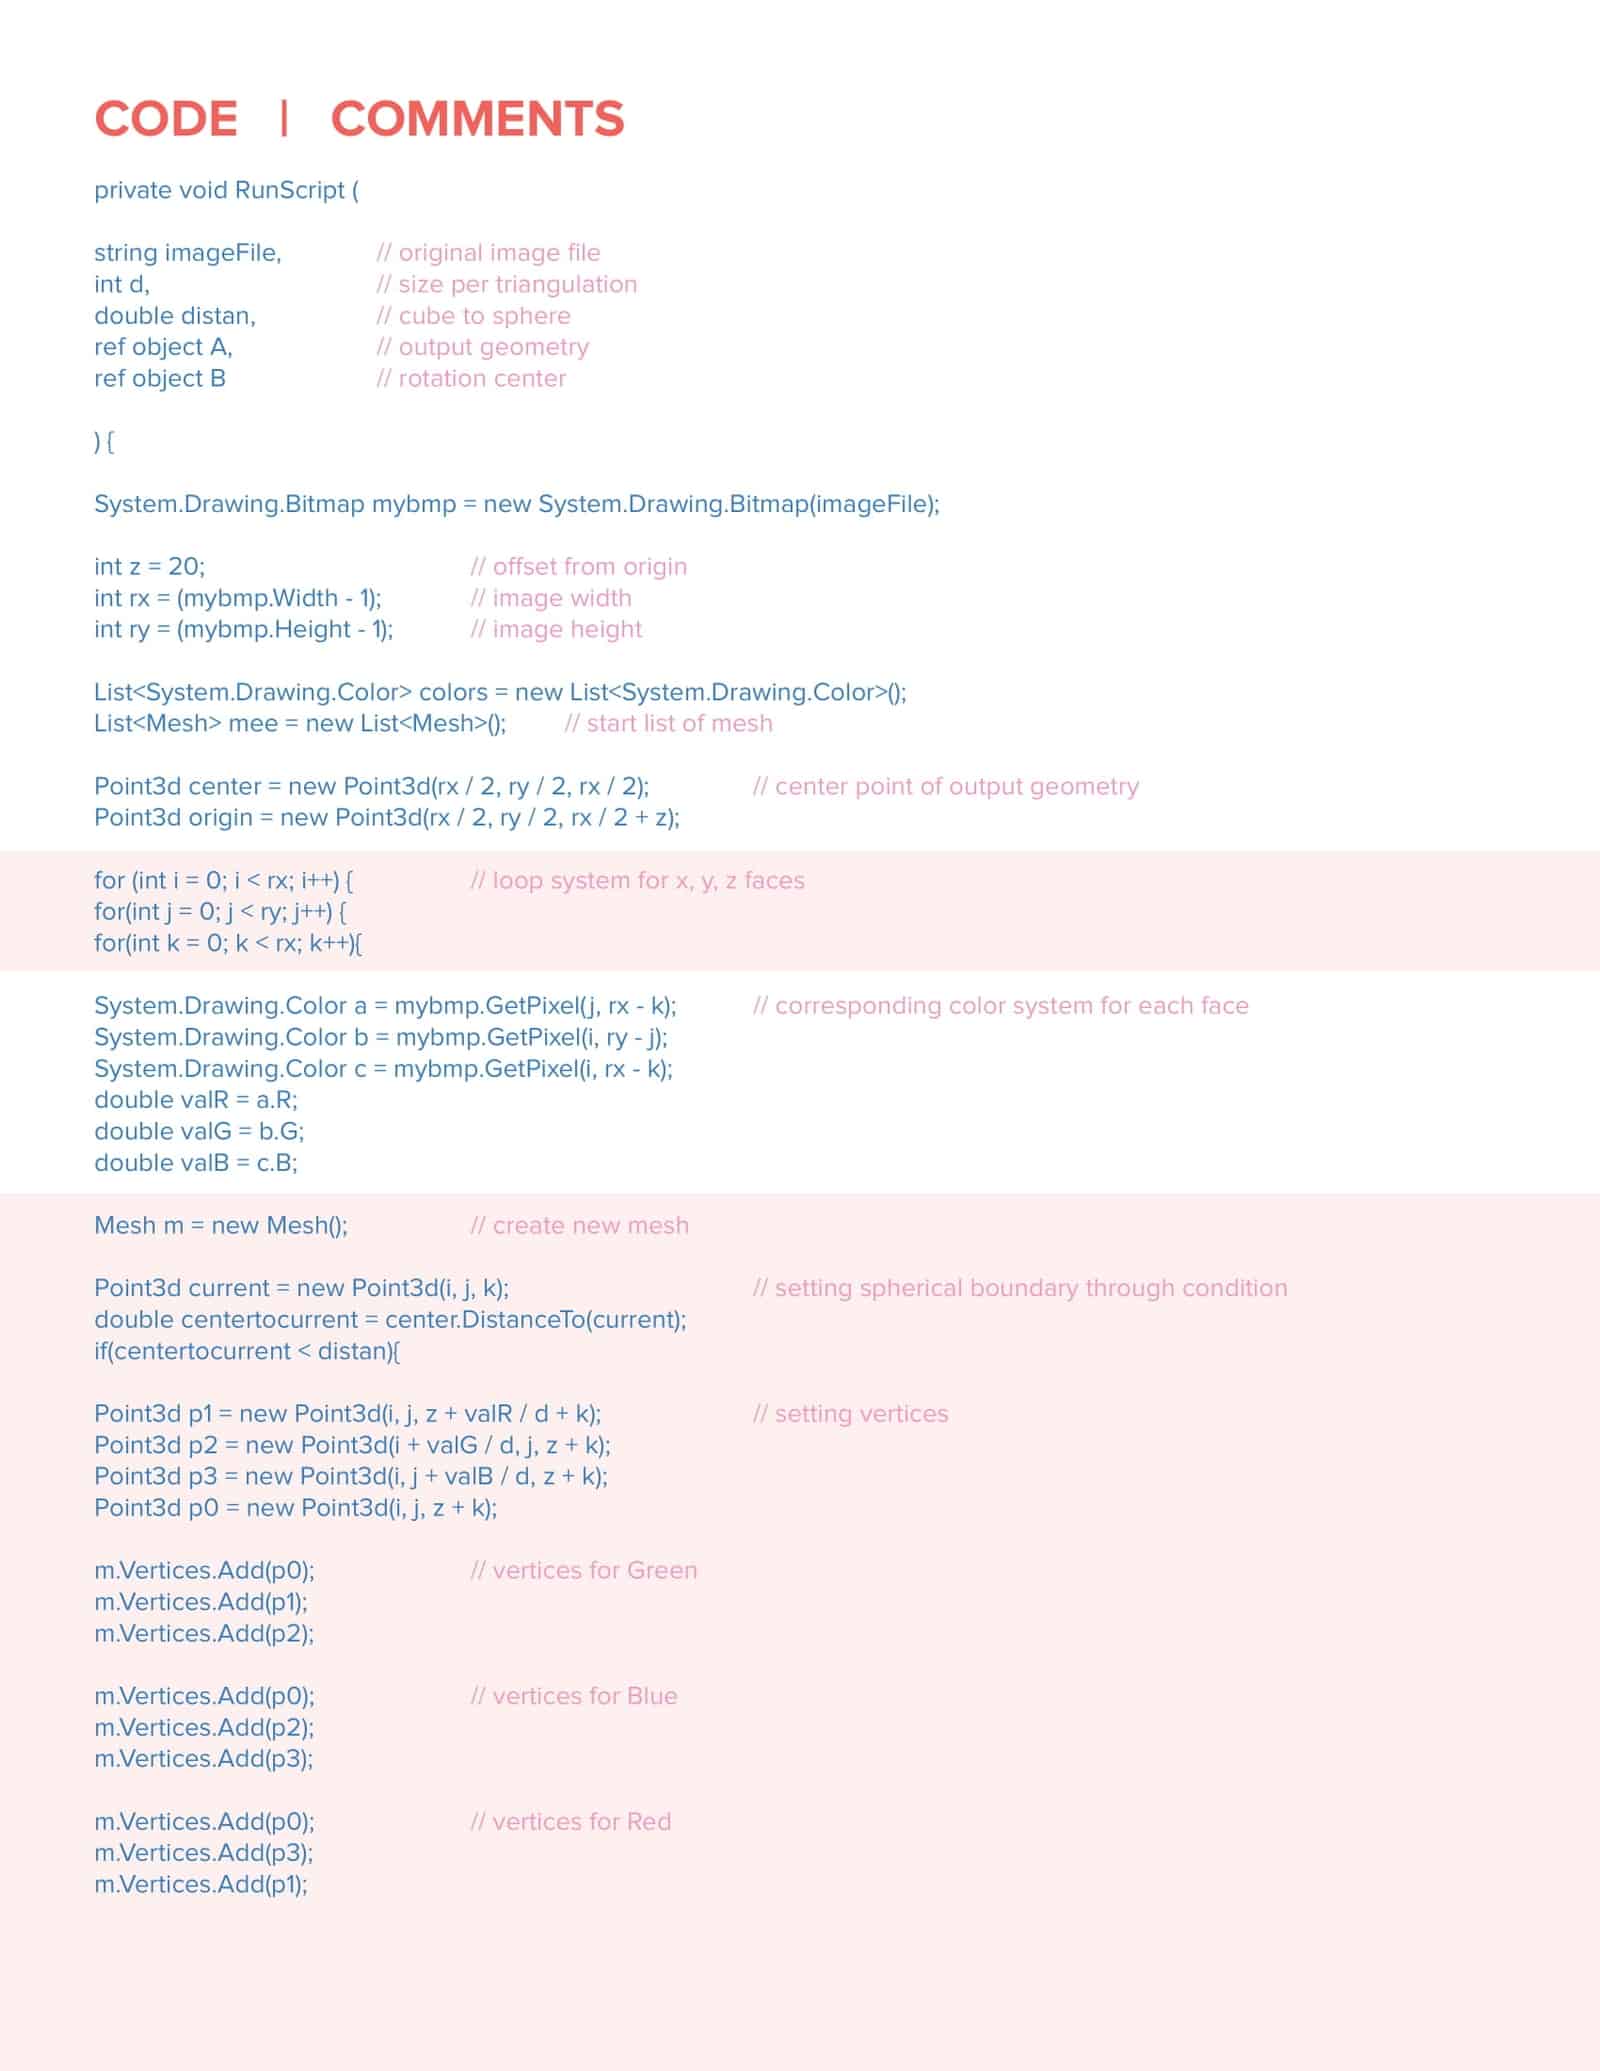 CODE | COMMENTS
private void RunScript (
string imageFile, // original image file
int d, // size per triangulation
double distan, // cube to sphere
ref object A, // output geometry
ref object B // rotation center
) {
System.Drawing.Bitmap mybmp = new System.Drawing.Bitmap(imageFile);
int z = 20; // offset from origin
int rx = (mybmp.Width - 1); // image width
int ry = (mybmp.Height - 1); // image height
List<System.Drawing.Color> colors = new List<System.Drawing.Color>();
List<Mesh> mee = new List<Mesh>(); // start list of mesh
Point3d center = new Point3d(rx / 2, ry / 2, rx / 2); // center point of output geometry
Point3d origin = new Point3d(rx / 2, ry / 2, rx / 2 + z);
for (int i = 0; i < rx; i++) { // loop system for x, y, z faces
for(int j = 0; j < ry; j++) {
for(int k = 0; k < rx; k++){
System.Drawing.Color a = mybmp.GetPixel(j, rx - k); // corresponding color system for each face
System.Drawing.Color b = mybmp.GetPixel(i, ry - j);
System.Drawing.Color c = mybmp.GetPixel(i, rx - k);
double valR = a.R;
double valG = b.G;
double valB = c.B;
Mesh m = new Mesh(); // create new mesh
Point3d current = new Point3d(i, j, k); // setting spherical boundary through condition
double centertocurrent = center.DistanceTo(current);
if(centertocurrent < distan){
Point3d p1 = new Point3d(i, j, z + valR / d + k); // setting vertices
Point3d p2 = new Point3d(i + valG / d, j, z + k);
Point3d p3 = new Point3d(i, j + valB / d, z + k);
Point3d p0 = new Point3d(i, j, z + k);
m.Vertices.Add(p0); // vertices for Green
m.Vertices.Add(p1);
m.Vertices.Add(p2);
m.Vertices.Add(p0); // vertices for Blue
m.Vertices.Add(p2);
m.Vertices.Add(p3);
m.Vertices.Add(p0); // vertices for Red
m.Vertices.Add(p3);
m.Vertices.Add(p1);